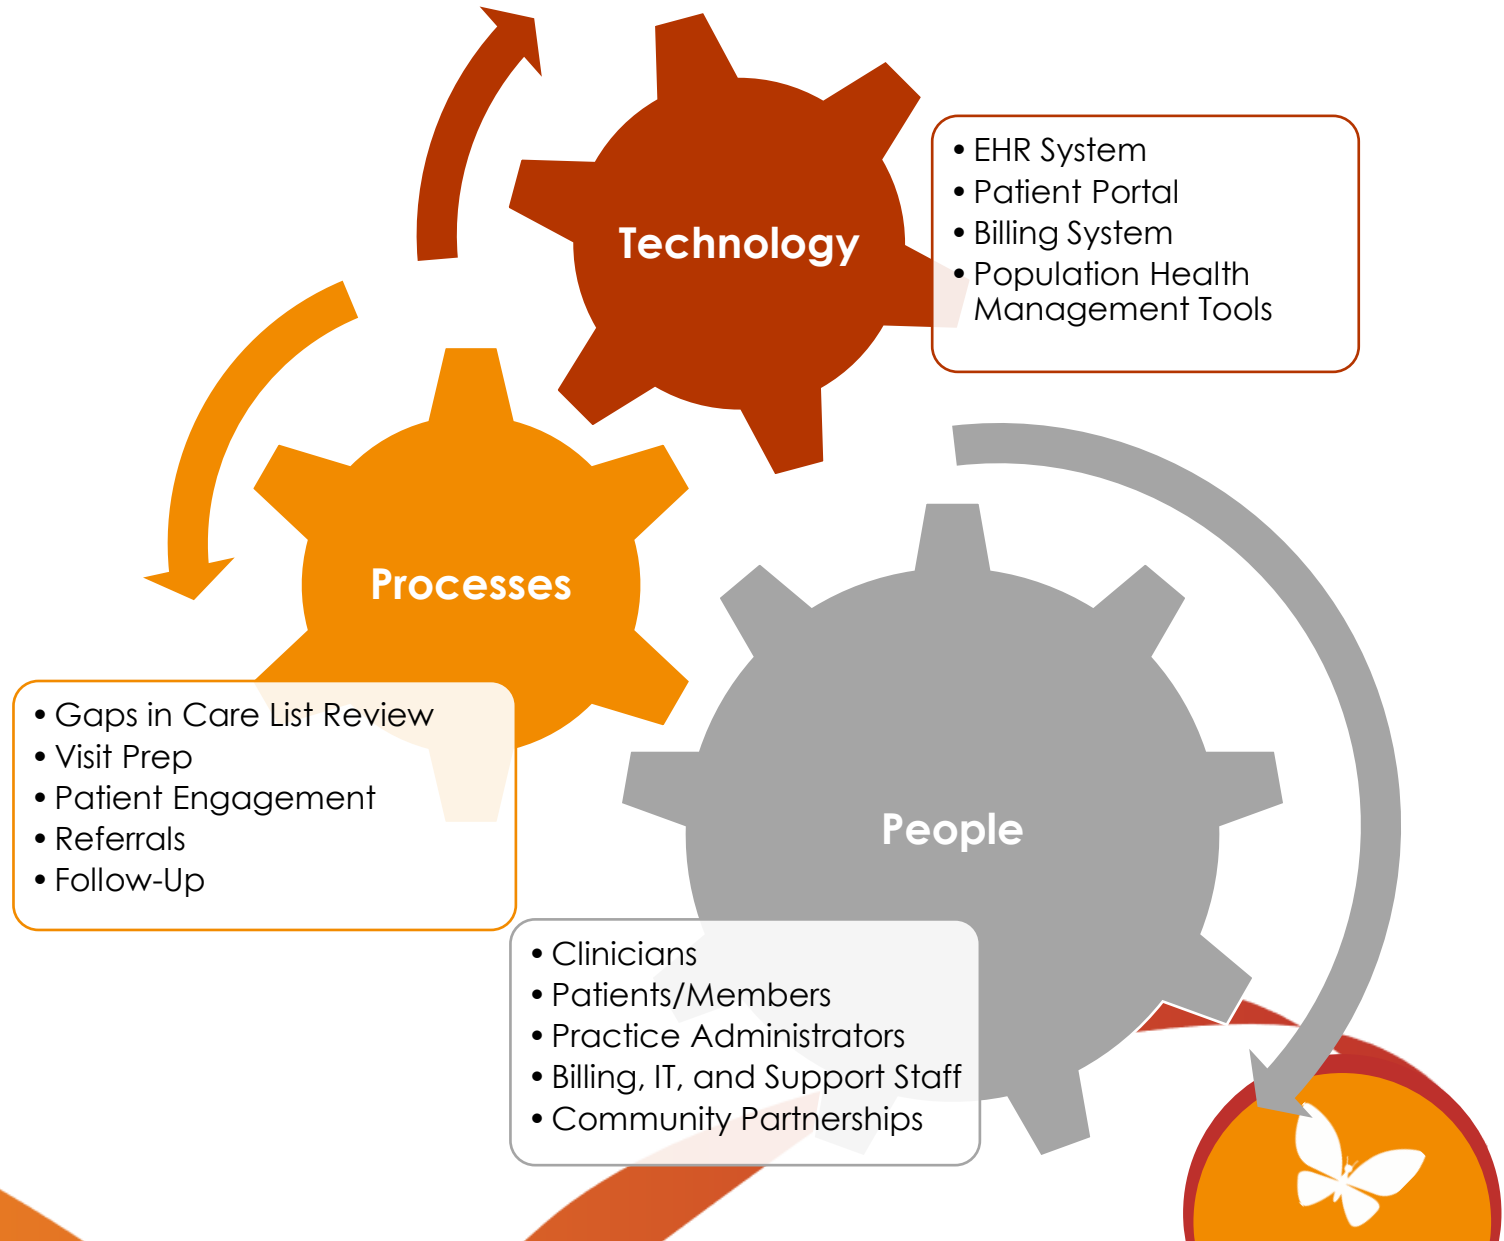 Technology
• EHR System
• Patient Portal
• Billing System
• Population Health
Management Tools
Processes
• Gaps in Care List Review
• Visit Prep
• Patient Engagement
• Referrals
• Follow-Up
People
• Clinicians
• Patients/Members
• Practice Administrators
• Billing, IT, and Support Staff
• Community Partnerships